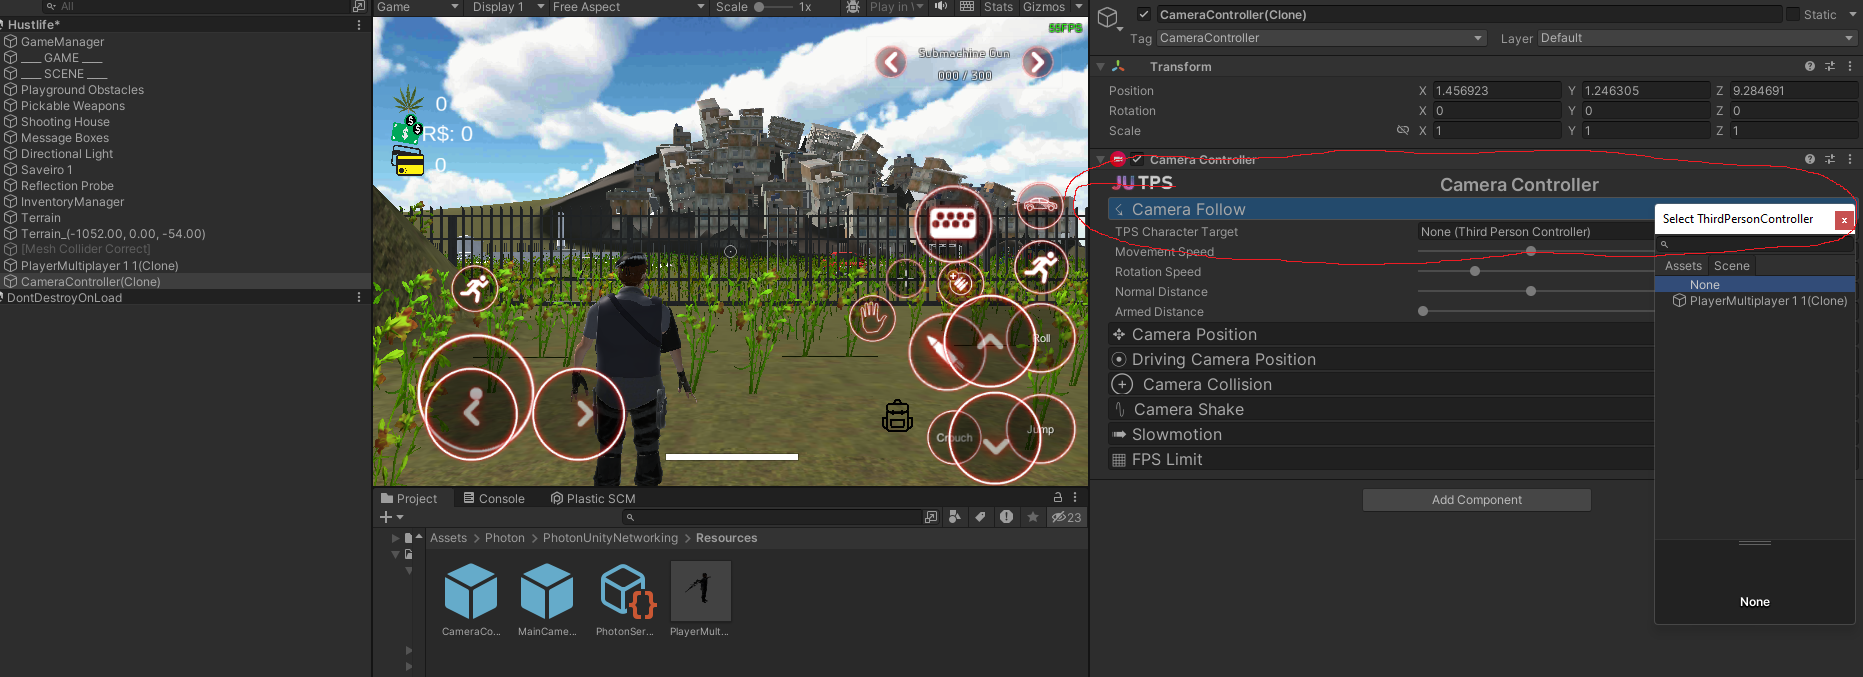 All
Hustlife*
GameManager
____ GAME ____
____ SCENE ____
Playground Obstacles
Pickable Weapons
Shooting House
Message Boxes
Directional Light
Saveiro 1
Reflection Probe
InventoryManager
Terrain
Terrain_(-1052.00, 0.00, -54.00)
[Mesh Collider Correct]
PlayerMultiplayer 1 1(Clone)
CameraController(Clone)
DontDestroyOnLoad
Game Display 1 Free Aspect Scale 1x Play in Stats Gizmos
Submachine Gun
000 / 300
0
R$: 0
0
Roll
Crouch
Jump
Project Console Plastic SCM
23
Assets > Photon > PhotonUnityNetworking > Resources
CameraCo... MainCame... PhotonSer... PlayerMult...
CameraController(Clone) Static
Tag CameraController Layer Default
Transform
Position X 1.456923 Y 1.246305 Z 9.284691
Rotation X 0 Y 0 Z 0
Scale X 1 Y 1 Z 1
Camera Controller
JU TPS Camera Controller
Camera Follow
TPS Character Target None (Third Person Controller)
Movement Speed
Rotation Speed
Normal Distance
Armed Distance
Camera Position
Driving Camera Position
Camera Collision
Camera Shake
Slowmotion
FPS Limit
Add Component
Select ThirdPersonController x
Assets Scene
None
PlayerMultiplayer 1 1(Clone)
None